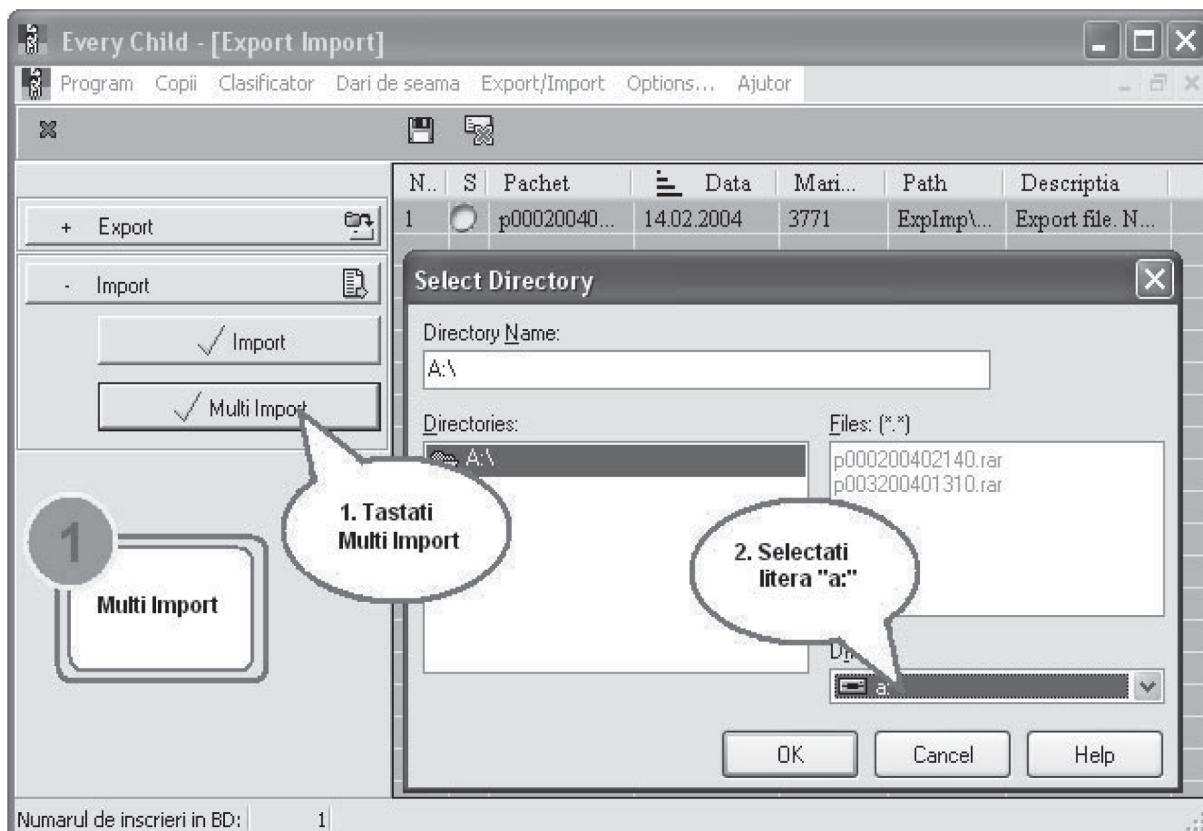 Every Child - [Export Import]
Program Copii Clasificator Dari de seama Export/Import Options... Ajutor
N.. S Pachet Data Mari... Path Descriptia
1 p00020040... 14.02.2004 3771 ExpImp\... Export file. N...
+ Export
- Import
Import
Multi Import
Select Directory
Directory Name:
A:\
Directories:
A:\
Files: (*.*)
p000200402140.rar
p003200401310.rar
1. Tastati
Multi Import
2. Selectati
litera "a:"
1
Multi Import
a:
OK Cancel Help
Numarul de inscrieri in BD: 1